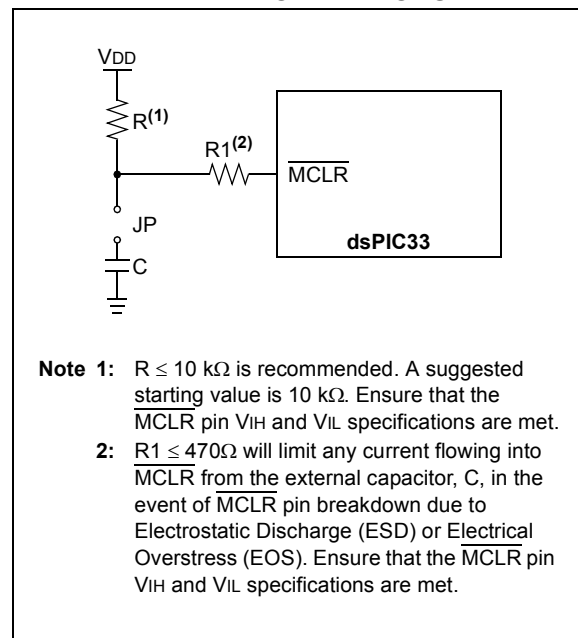 VDD
R(1)
R1(2)
MCLR
JP
dsPIC33
C
Note 1: R ≤ 10 kΩ is recommended. A suggested
starting value is 10 kΩ. Ensure that the
MCLR pin VIH and VIL specifications are met.
2: R1 ≤ 470Ω will limit any current flowing into
MCLR from the external capacitor, C, in the
event of MCLR pin breakdown due to
Electrostatic Discharge (ESD) or Electrical
Overstress (EOS). Ensure that the MCLR pin
VIH and VIL specifications are met.